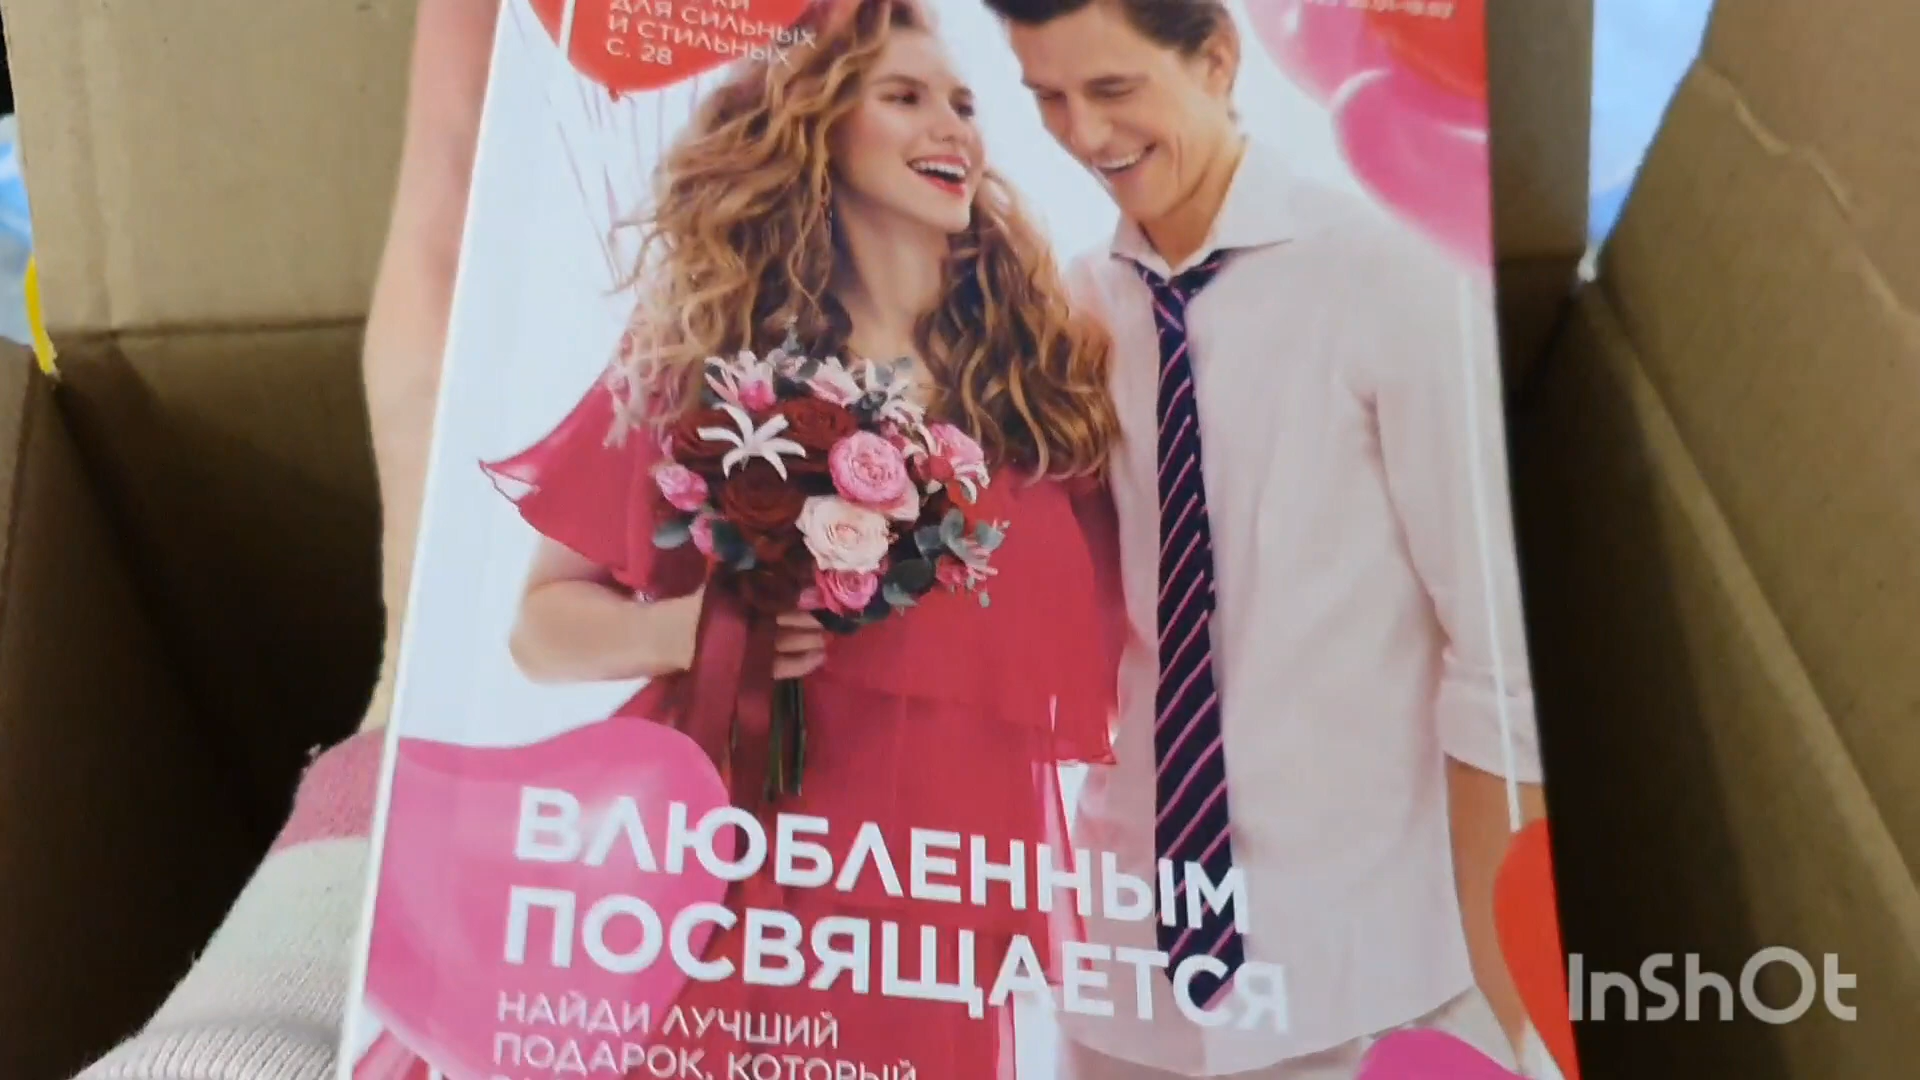 ДЛЯ СИЛЬНЫХ
И СТИЛЬНЫХ
С. 28
ВЛЮБЛЕННЫМ
ПОСВЯЩАЕТСЯ
НАЙДИ ЛУЧШИЙ
ПОДАРОК, КОТОРЫЙ
InShOt